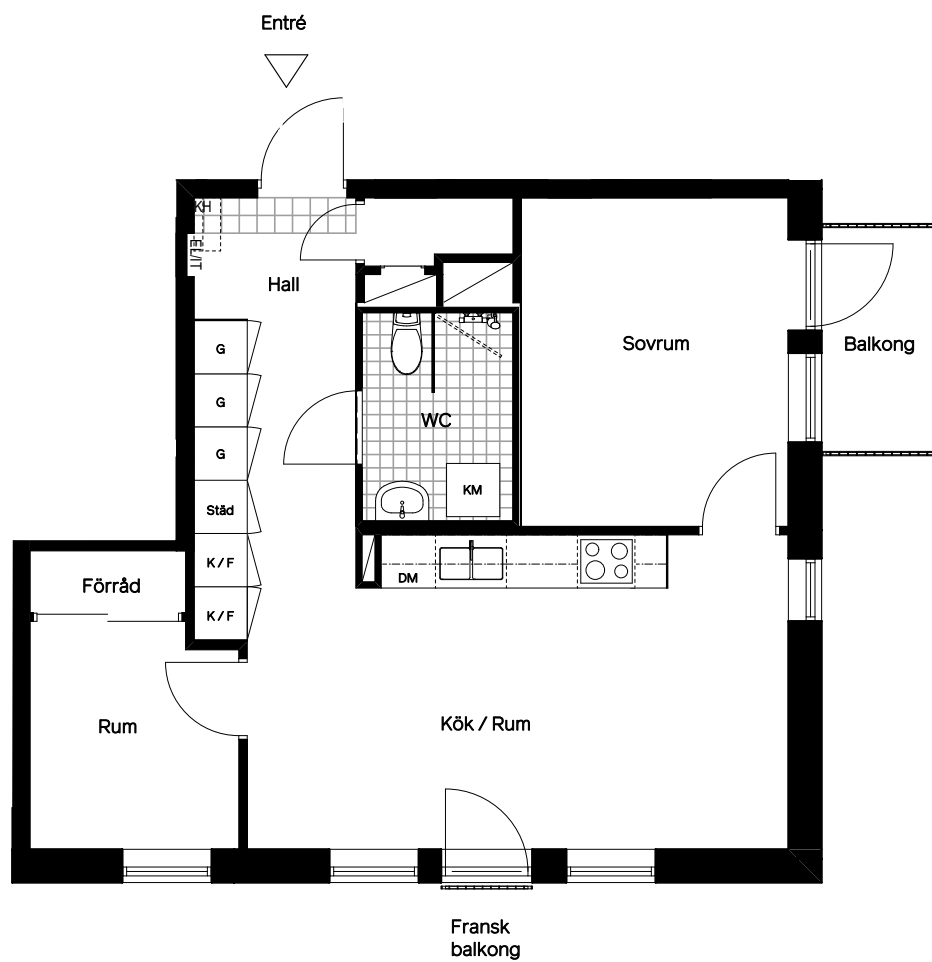 Entré
KH
EL/IT
Hall
G
G
G
Städ
K / F
K / F
Sovrum
Balkong
WC
KM
DM
Förråd
Rum
Kök / Rum
Fransk
balkong